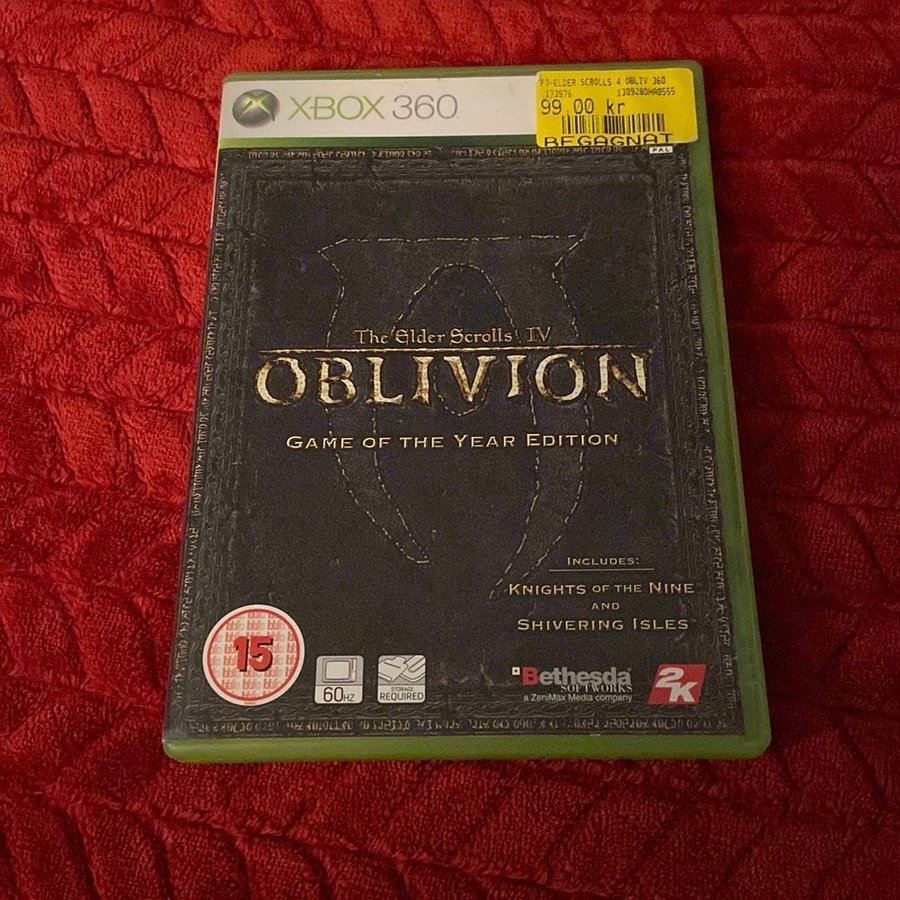 XBOX 360
PO-ELDER SCROLLS 4 OBLIV 360
173976 1J09280HA0555
99.00 kr
BEGAGNAT
PAL
The Elder Scrolls IV
OBLIVION
GAME OF THE YEAR EDITION
INCLUDES:
KNIGHTS OF THE NINE
AND
SHIVERING ISLES
15
60HZ
STORAGE
REQUIRED
Bethesda
SOFTWORKS
a ZeniMax Media company
2K